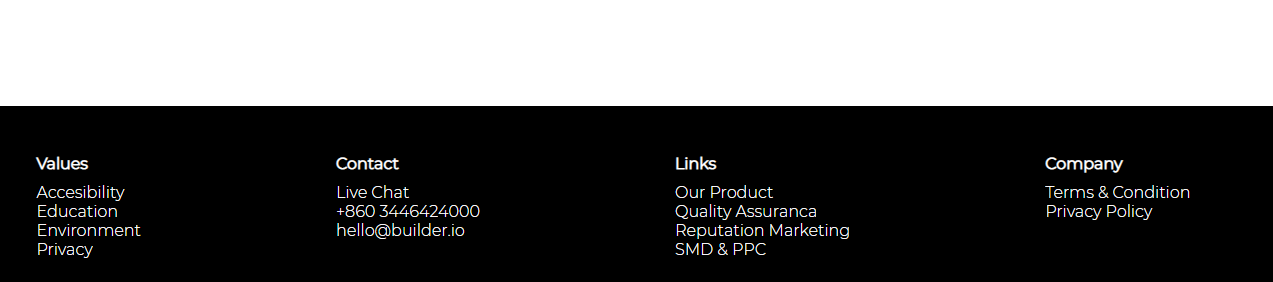 Values
Accesibility
Education
Environment
Privacy
Contact
Live Chat
+860 3446424000
hello@builder.io
Links
Our Product
Quality Assuranca
Reputation Marketing
SMD & PPC
Company
Terms & Condition
Privacy Policy